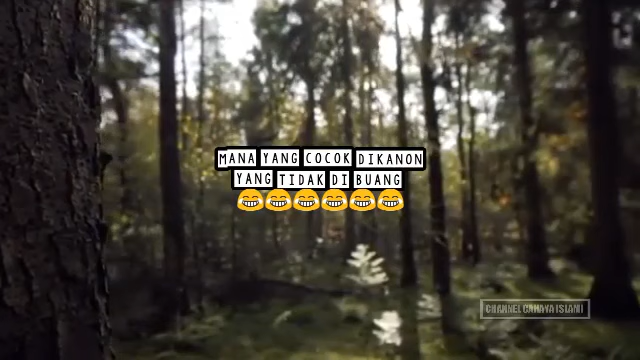 MANA YANG COCOK DIKANON
YANG TIDAK DI BUANG
😂😂😂😂😂😂
CHANNEL CAHAYA ISLAMI